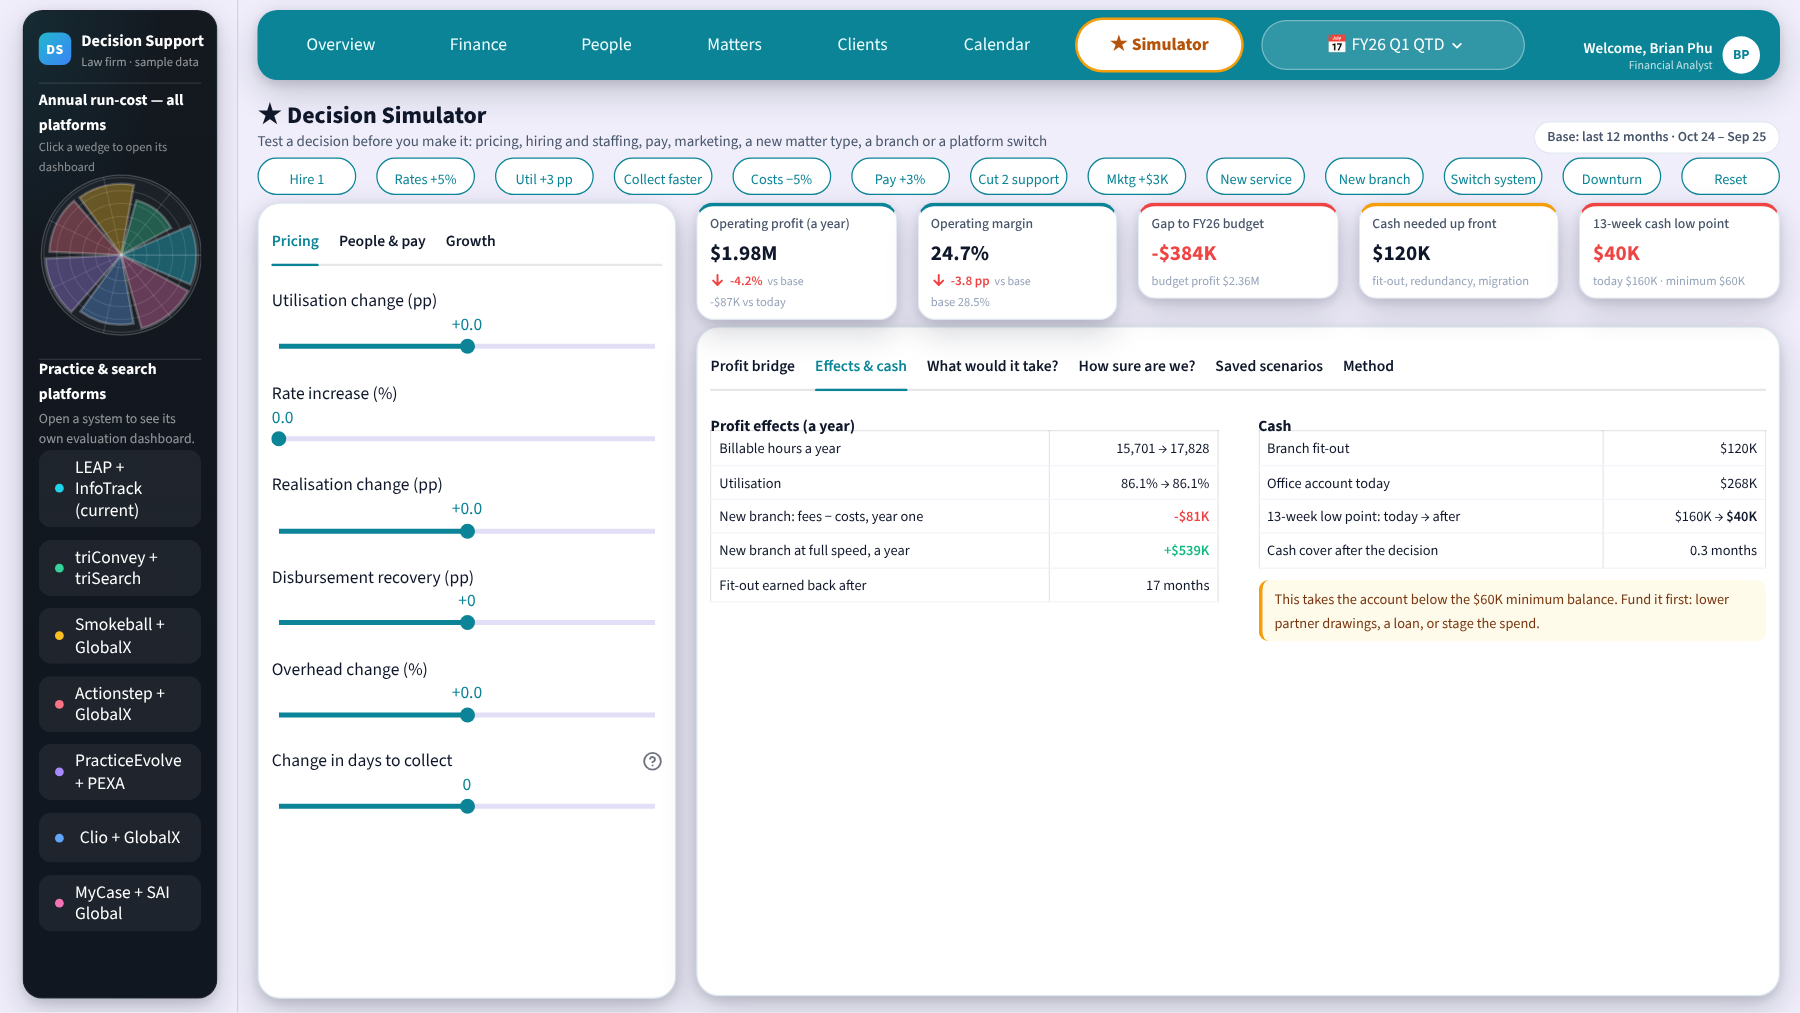 DS
Decision Support
Law firm · sample data
Annual run-cost — all
platforms
Click a wedge to open its
dashboard
Practice & search
platforms
Open a system to see its
own evaluation dashboard.
LEAP +
InfoTrack
(current)
triConvey +
triSearch
Smokeball +
GlobalX
Actionstep +
GlobalX
PracticeEvolve
+ PEXA
Clio + GlobalX
MyCase + SAI
Global
Overview Finance People Matters Clients Calendar ★ Simulator 📅 FY26 Q1 QTD
Welcome, Brian Phu
Financial Analyst
BP
★ Decision Simulator
Test a decision before you make it: pricing, hiring and staffing, pay, marketing, a new matter type, a branch or a platform switch
Base: last 12 months · Oct 24 – Sep 25
Hire 1 Rates +5% Util +3 pp Collect faster Costs −5% Pay +3% Cut 2 support Mktg +$3K New service New branch Switch system Downturn Reset
Pricing People & pay Growth
Utilisation change (pp)
+0.0
Rate increase (%)
0.0
Realisation change (pp)
+0.0
Disbursement recovery (pp)
+0
Overhead change (%)
+0.0
Change in days to collect ?
0
Operating profit (a year)
$1.98M
↓ -4.2% vs base
-$87K vs today
Operating margin
24.7%
↓ -3.8 pp vs base
base 28.5%
Gap to FY26 budget
-$384K
budget profit $2.36M
Cash needed up front
$120K
fit-out, redundancy, migration
13-week cash low point
$40K
today $160K · minimum $60K
Profit bridge Effects & cash What would it take? How sure are we? Saved scenarios Method
Profit effects (a year)
Billable hours a year 15,701 → 17,828
Utilisation 86.1% → 86.1%
New branch: fees − costs, year one -$81K
New branch at full speed, a year +$539K
Fit-out earned back after 17 months
Cash
Branch fit-out $120K
Office account today $268K
13-week low point: today → after $160K → $40K
Cash cover after the decision 0.3 months
This takes the account below the $60K minimum balance. Fund it first: lower
partner drawings, a loan, or stage the spend.